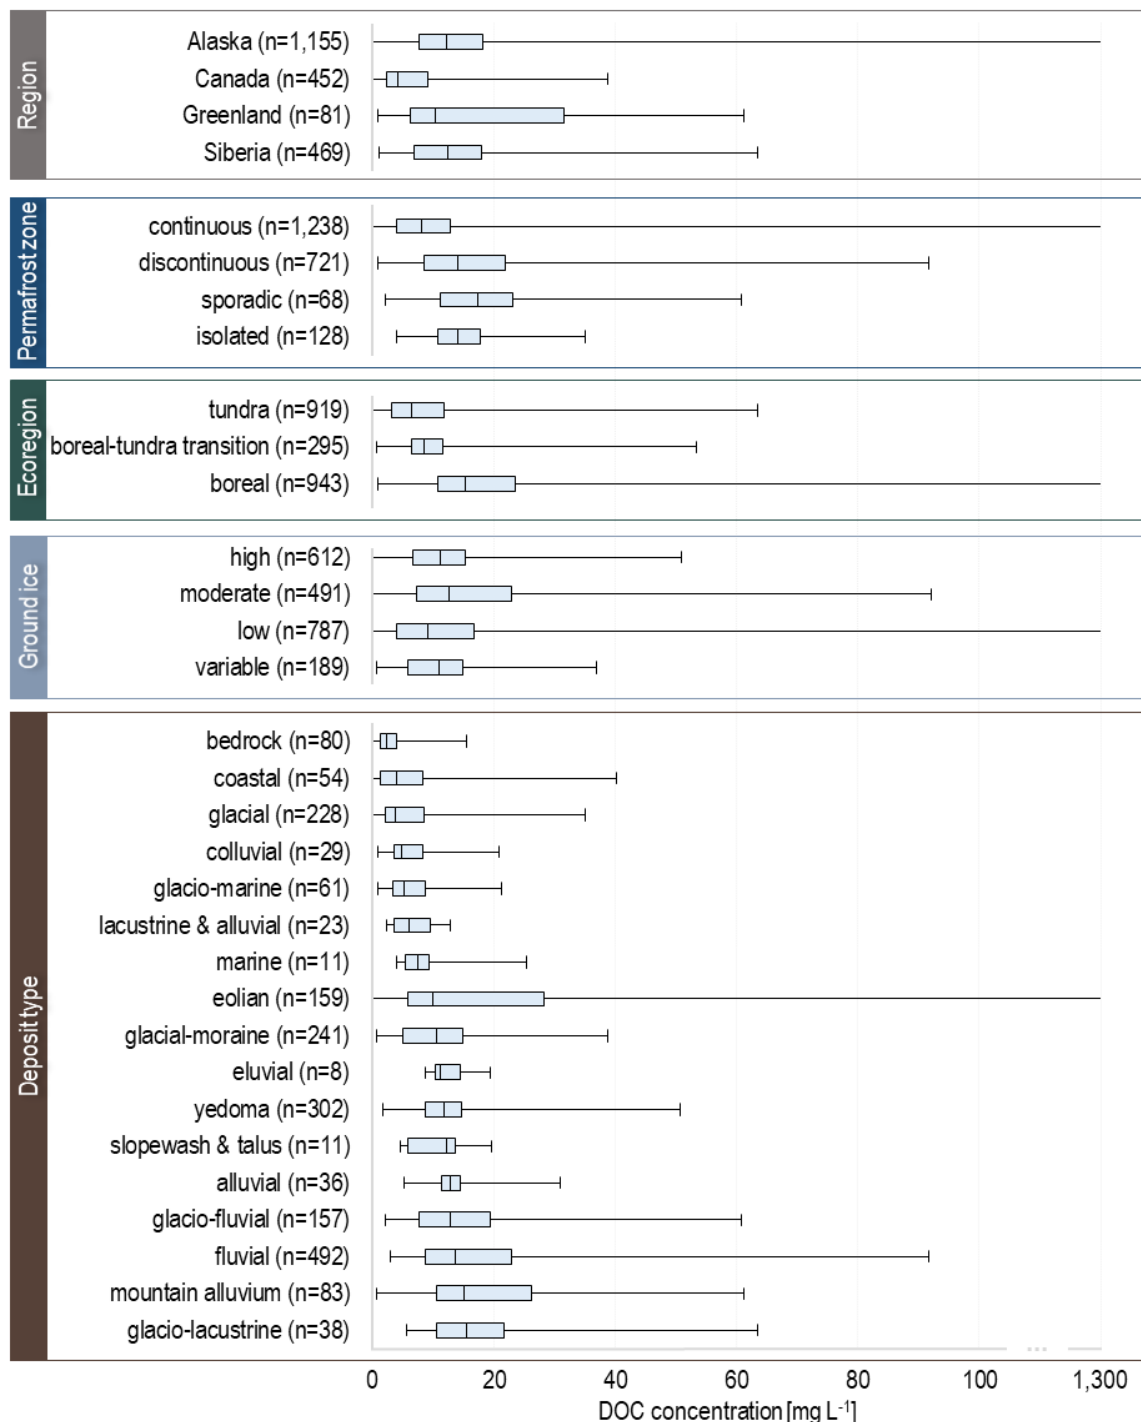 Region
Alaska (n=1,155)
Canada (n=452)
Greenland (n=81)
Siberia (n=469)
Permafrost zone
continuous (n=1,238)
discontinuous (n=721)
sporadic (n=68)
isolated (n=128)
Ecoregion
tundra (n=919)
boreal-tundra transition (n=295)
boreal (n=943)
Ground ice
high (n=612)
moderate (n=491)
low (n=787)
variable (n=189)
Deposit type
bedrock (n=80)
coastal (n=54)
glacial (n=228)
colluvial (n=29)
glacio-marine (n=61)
lacustrine & alluvial (n=23)
marine (n=11)
eolian (n=159)
glacial-moraine (n=241)
eluvial (n=8)
yedoma (n=302)
slopewash & talus (n=11)
alluvial (n=36)
glacio-fluvial (n=157)
fluvial (n=492)
mountain alluvium (n=83)
glacio-lacustrine (n=38)
...
0 20 40 60 80 100 1,300
DOC concentration [mg L⁻¹]